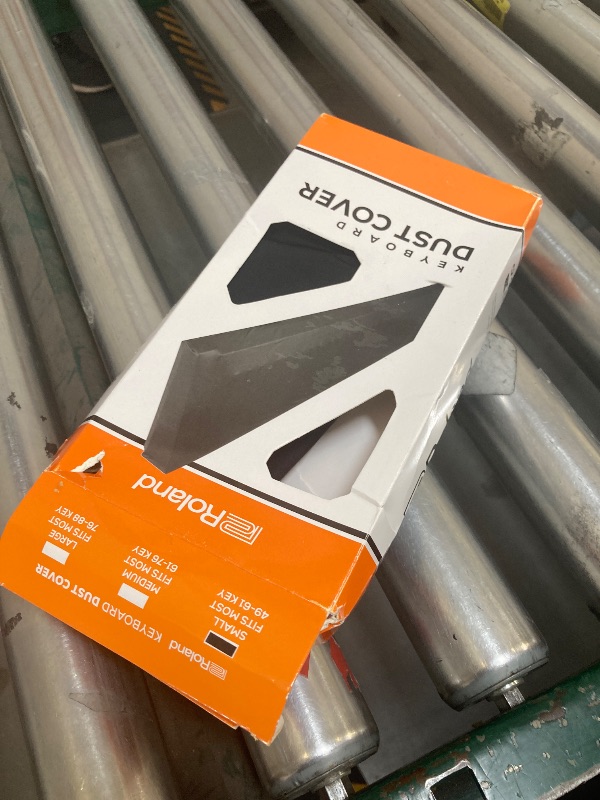 KEYBOARD
DUST COVER
Roland
Roland KEYBOARD DUST COVER
SMALL
FITS MOST
49-61 KEY
MEDIUM
FITS MOST
61-76 KEY
LARGE
FITS MOST
76-88 KEY